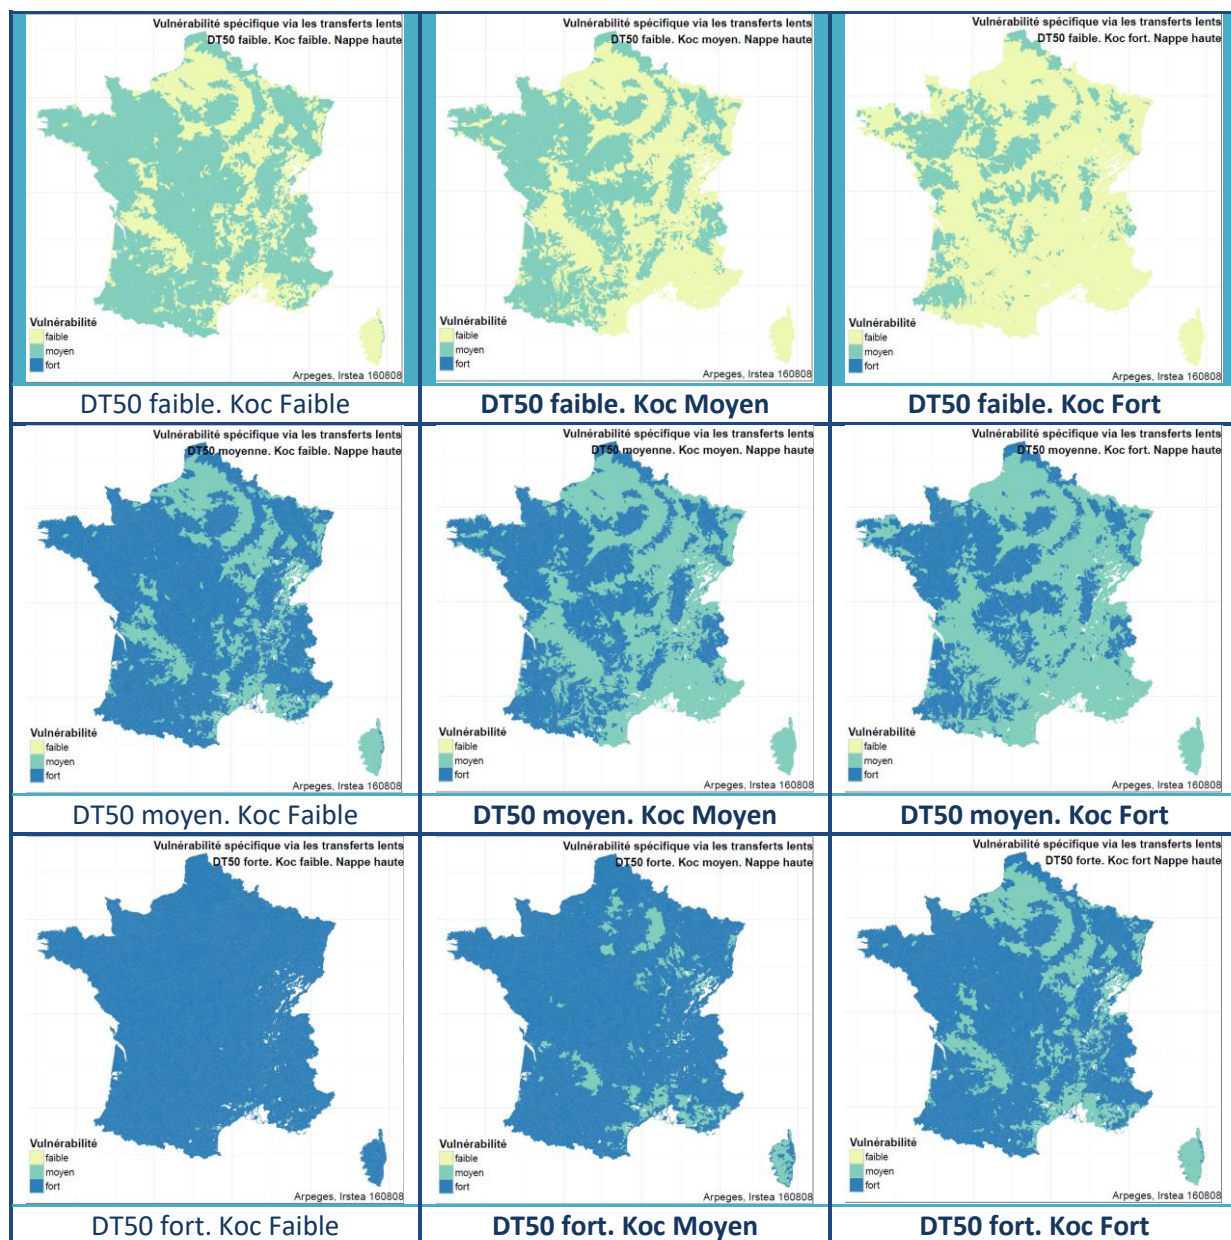 Vulnérabilité spécifique via les transferts lents
DT50 faible. Koc faible. Nappe haute
Vulnérabilité
faible
moyen
fort
Arpeges, Irstea 160808
DT50 faible. Koc Faible
Vulnérabilité spécifique via les transferts lents
DT50 faible. Koc moyen. Nappe haute
Vulnérabilité
faible
moyen
fort
Arpeges, Irstea 160808
DT50 faible. Koc Moyen
Vulnérabilité spécifique via les transferts lents
DT50 faible. Koc fort. Nappe haute
Vulnérabilité
faible
moyen
fort
Arpeges, Irstea 160808
DT50 faible. Koc Fort
Vulnérabilité spécifique via les transferts lents
DT50 moyenne. Koc faible. Nappe haute
Vulnérabilité
faible
moyen
fort
Arpeges, Irstea 160808
DT50 moyen. Koc Faible
Vulnérabilité spécifique via les transferts lents
DT50 moyenne. Koc moyen. Nappe haute
Vulnérabilité
faible
moyen
fort
Arpeges, Irstea 160808
DT50 moyen. Koc Moyen
Vulnérabilité spécifique via les transferts lents
DT50 moyenne. Koc fort. Nappe haute
Vulnérabilité
faible
moyen
fort
Arpeges, Irstea 160808
DT50 moyen. Koc Fort
Vulnérabilité spécifique via les transferts lents
DT50 forte. Koc faible. Nappe haute
Vulnérabilité
faible
moyen
fort
Arpeges, Irstea 160808
DT50 fort. Koc Faible
Vulnérabilité spécifique via les transferts lents
DT50 forte. Koc moyen. Nappe haute
Vulnérabilité
faible
moyen
fort
Arpeges, Irstea 160808
DT50 fort. Koc Moyen
Vulnérabilité spécifique via les transferts lents
DT50 forte. Koc fort Nappe haute
Vulnérabilité
faible
moyen
fort
Arpeges, Irstea 160808
DT50 fort. Koc Fort